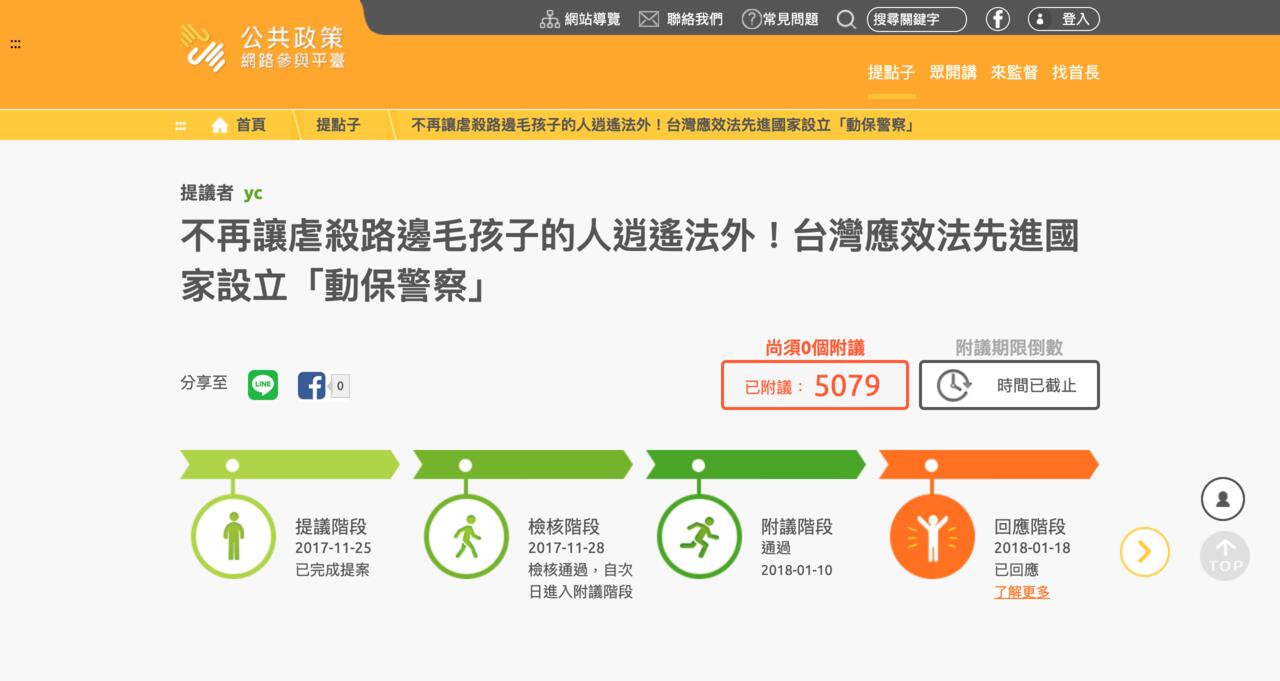 網站導覽
聯絡我們
常見問題
搜尋關鍵字
登入
:::
公共政策
網路參與平臺
提點子
眾開講
來監督
找首長
:::
首頁
提點子
不再讓虐殺路邊毛孩子的人逍遙法外！台灣應效法先進國家設立「動保警察」
提議者 yc
不再讓虐殺路邊毛孩子的人逍遙法外！台灣應效法先進國
家設立「動保警察」
尚須0個附議
附議期限倒數
分享至
LINE
0
已附議： 5079
時間已截止
提議階段
2017-11-25
已完成提案
檢核階段
2017-11-28
檢核通過，自次
日進入附議階段
附議階段
通過
2018-01-10
回應階段
2018-01-18
已回應
了解更多
TOP